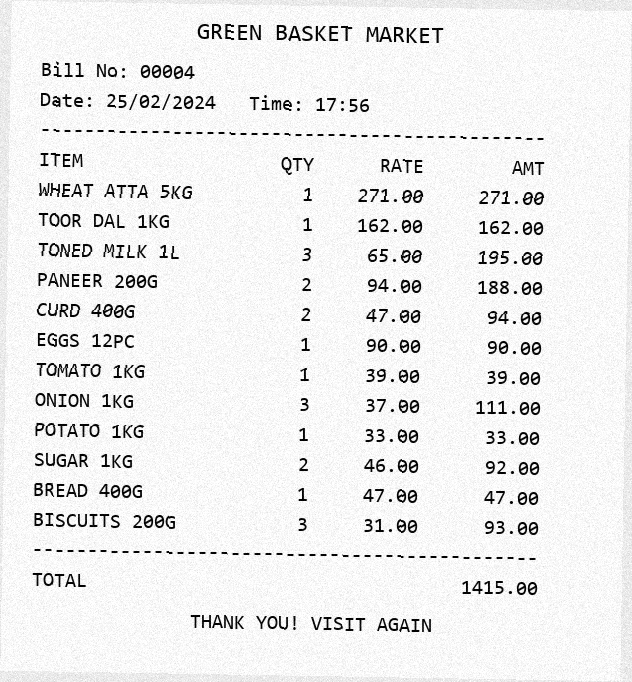 GREEN BASKET MARKET
Bill No: 00004
Date: 25/02/2024 Time: 17:56
-----------------------------------------------
ITEM QTY RATE AMT
WHEAT ATTA 5KG 1 271.00 271.00
TOOR DAL 1KG 1 162.00 162.00
TONED MILK 1L 3 65.00 195.00
PANEER 200G 2 94.00 188.00
CURD 400G 2 47.00 94.00
EGGS 12PC 1 90.00 90.00
TOMATO 1KG 1 39.00 39.00
ONION 1KG 3 37.00 111.00
POTATO 1KG 1 33.00 33.00
SUGAR 1KG 2 46.00 92.00
BREAD 400G 1 47.00 47.00
BISCUITS 200G 3 31.00 93.00
-----------------------------------------------
TOTAL 1415.00
THANK YOU! VISIT AGAIN